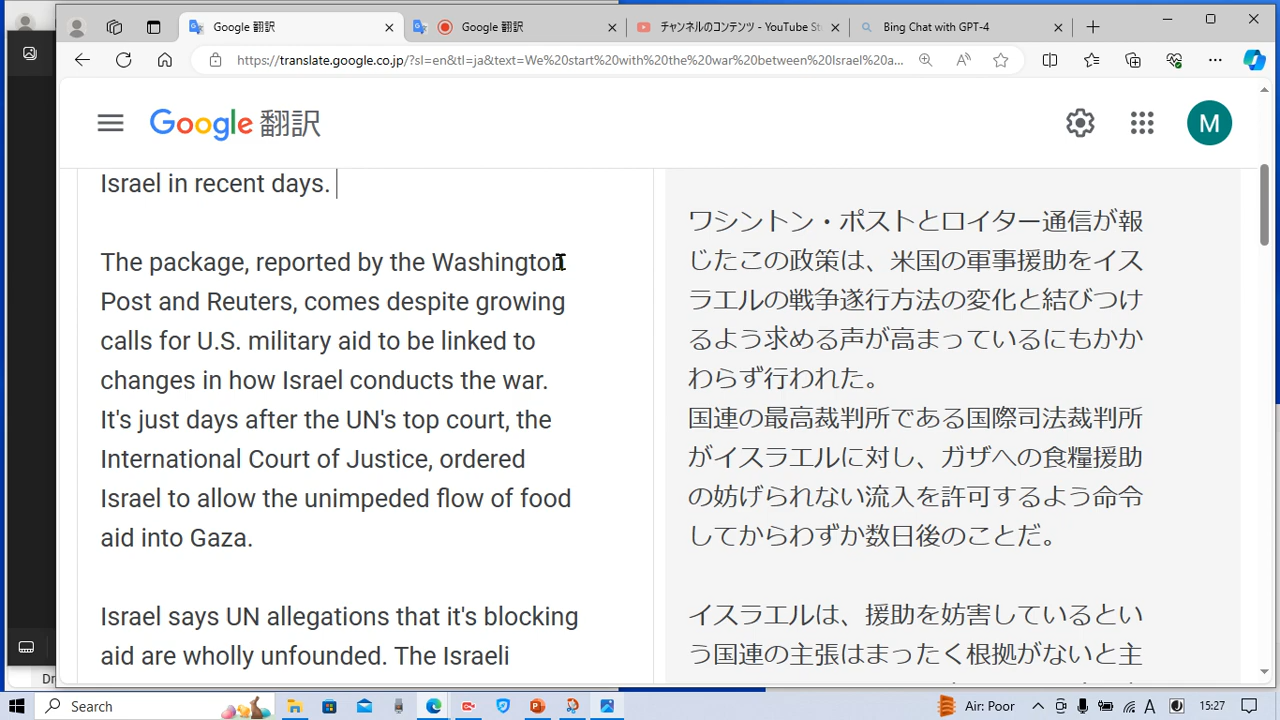 Google 翻訳
Google 翻訳
チャンネルのコンテンツ - YouTube St
Bing Chat with GPT-4
https://translate.google.co.jp/?sl=en&tl=ja&text=We%20start%20with%20the%20war%20between%20Israel%20a...
Google 翻訳
M
Israel in recent days.
The package, reported by the Washington
Post and Reuters, comes despite growing
calls for U.S. military aid to be linked to
changes in how Israel conducts the war.
It's just days after the UN's top court, the
International Court of Justice, ordered
Israel to allow the unimpeded flow of food
aid into Gaza.
Israel says UN allegations that it's blocking
aid are wholly unfounded. The Israeli
ワシントン・ポストとロイター通信が報
じたこの政策は、米国の軍事援助をイス
ラエルの戦争遂行方法の変化と結びつけ
るよう求める声が高まっているにもかか
わらず行われた。
国連の最高裁判所である国際司法裁判所
がイスラエルに対し、ガザへの食糧援助
の妨げられない流入を許可するよう命令
してからわずか数日後のことだ。
イスラエルは、援助を妨害しているとい
う国連の主張はまったく根拠がないと主
Dr
Search
Air: Poor
A
15:27